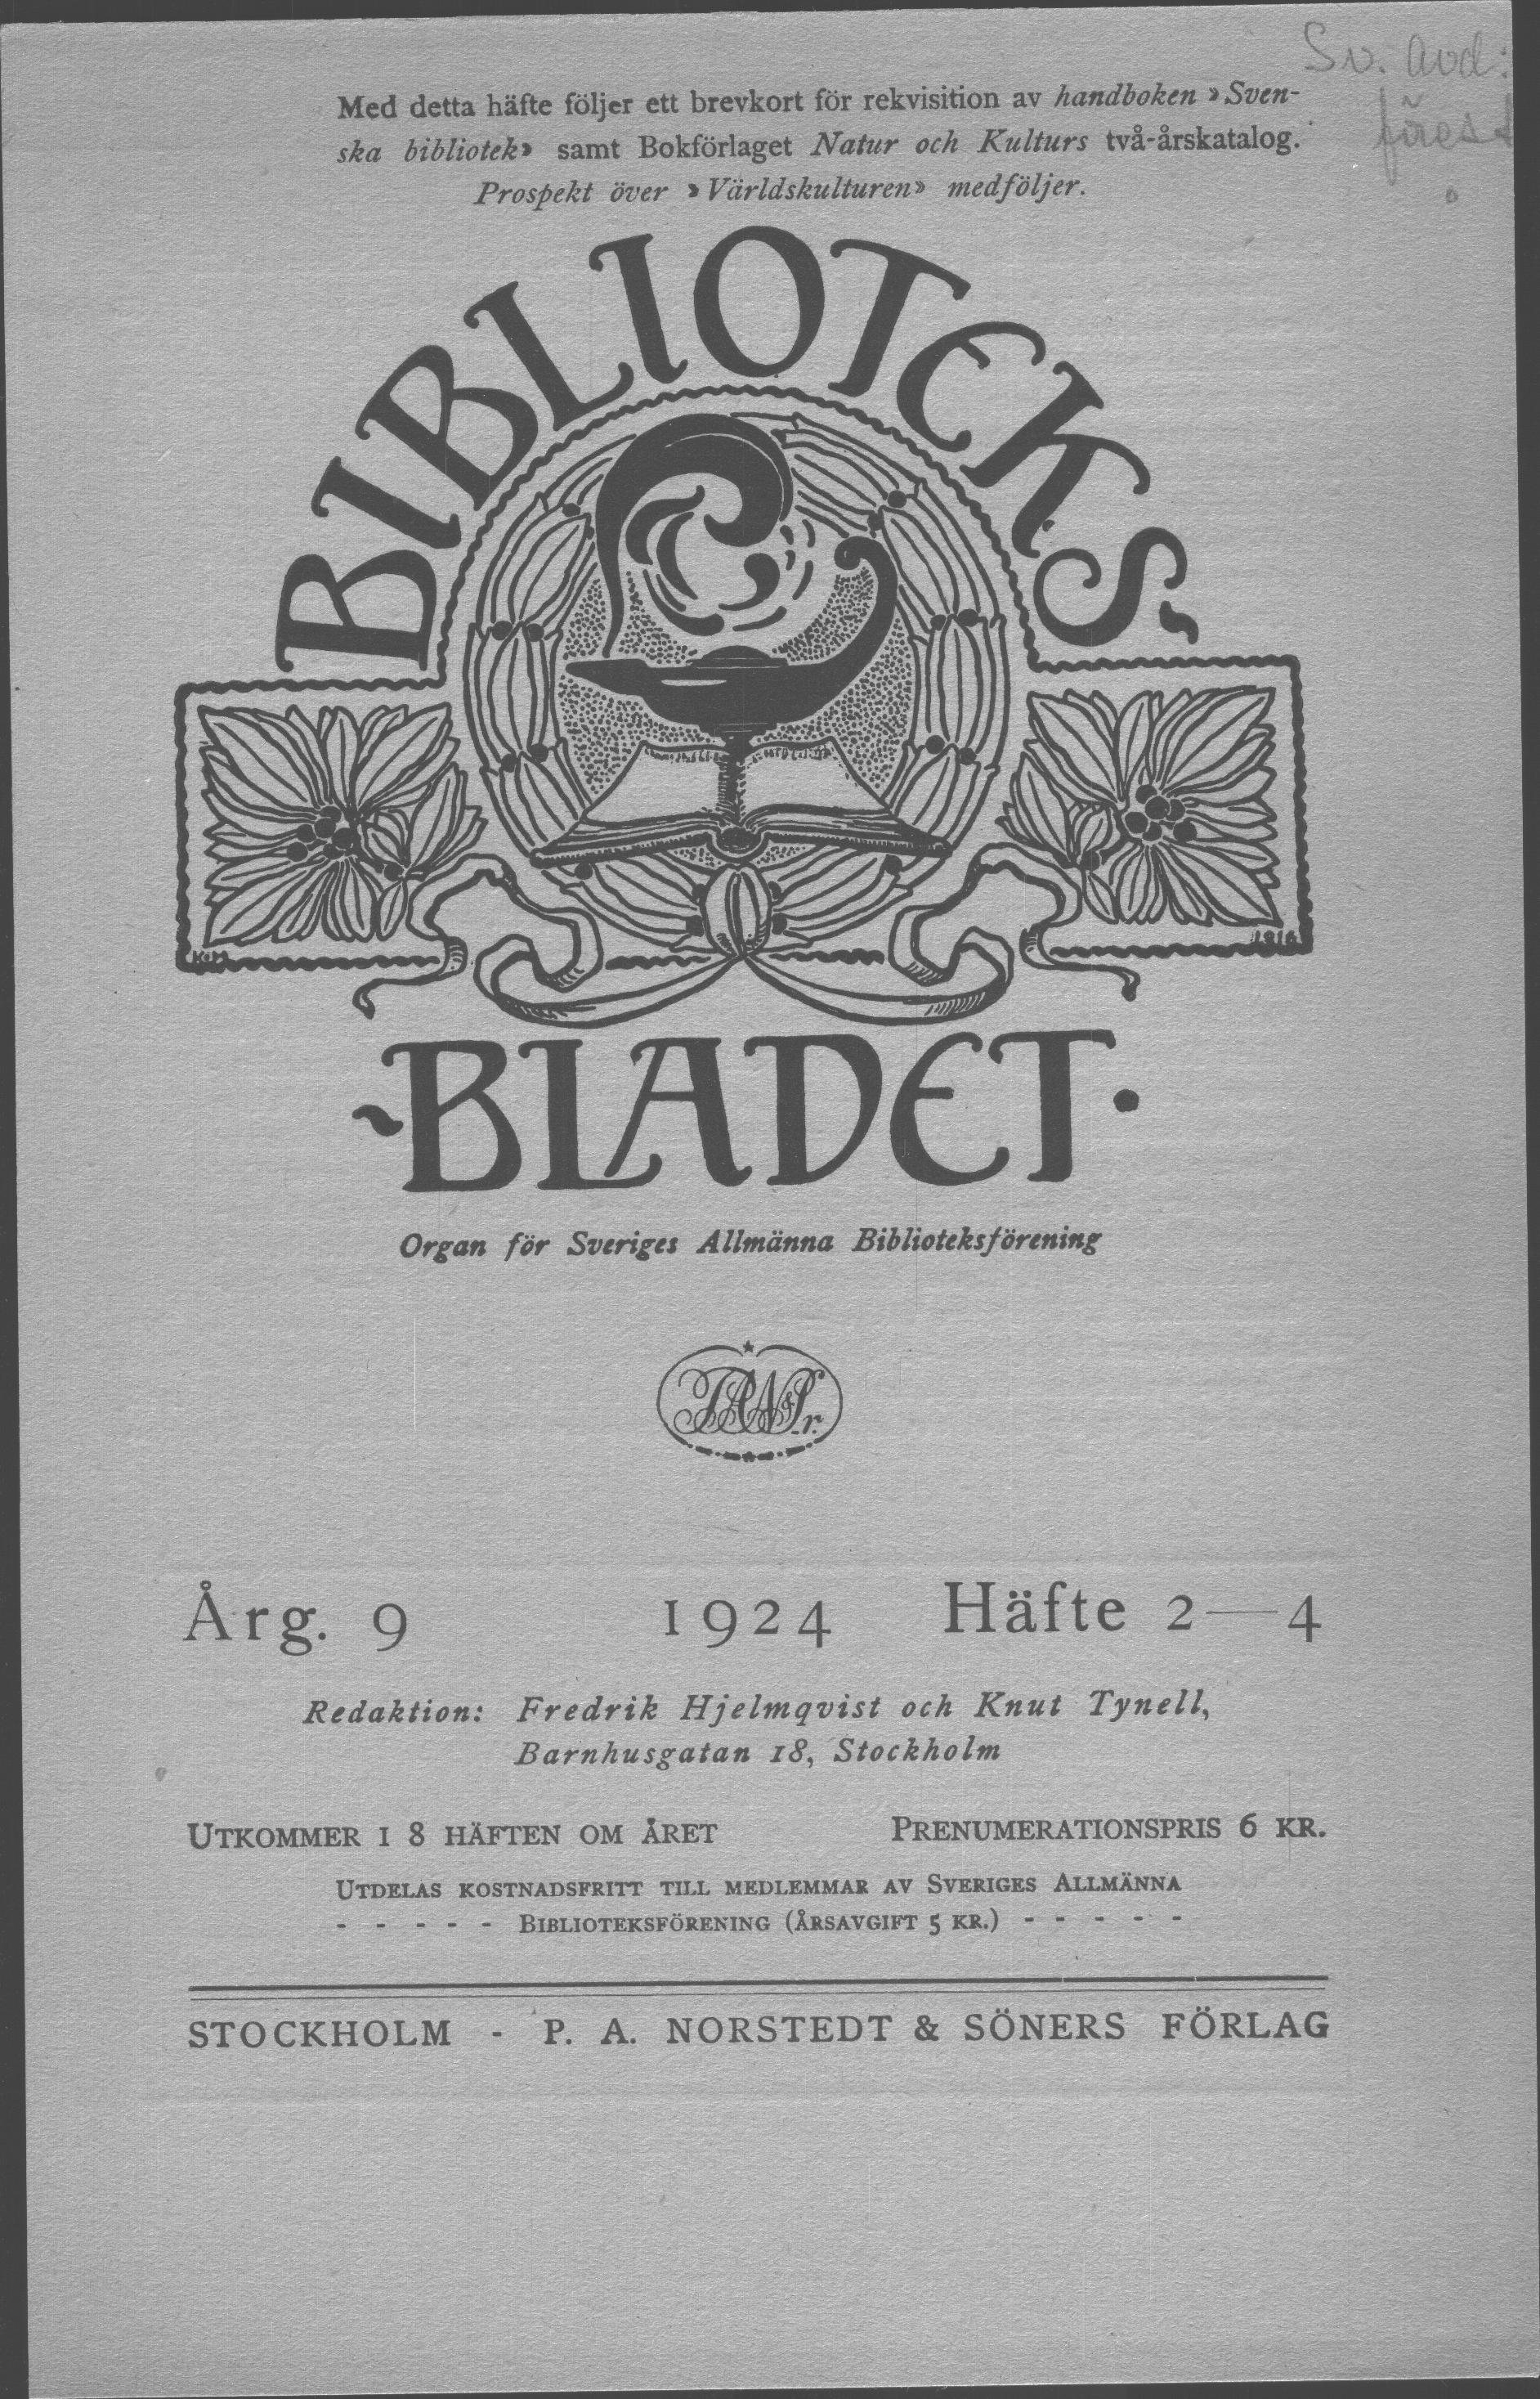 Sv. avd:
Med detta häfte följer ett brevkort för rekvisition av handboken »Sven-
ska bibliotek» samt Bokförlaget Natur och Kulturs två-årskatalog.
Prospekt över »Världskulturen» medföljer.
BIBLIOTEKS-
1916
-BLADET·
Organ för Sveriges Allmänna Biblioteksförening
Årg. 9 1924 Häfte 2—4
Redaktion: Fredrik Hjelmqvist och Knut Tynell,
Barnhusgatan 18, Stockholm
UTKOMMER I 8 HÄFTEN OM ÅRET PRENUMERATIONSPRIS 6 KR.
UTDELAS KOSTNADSFRITT TILL MEDLEMMAR AV SVERIGES ALLMÄNNA
- - - - - BIBLIOTEKSFÖRENING (ÅRSAVGIFT 5 KR.) - - - - -
STOCKHOLM - P. A. NORSTEDT & SÖNERS FÖRLAG